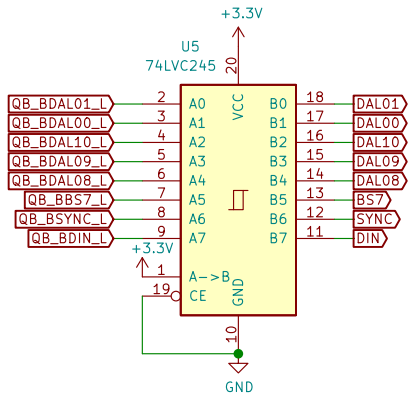 +3.3V
U5
74LVC245
20
VCC
QB_BDAL01_L 2 A0 B0 18 DAL01
QB_BDAL00_L 3 A1 B1 17 DAL00
QB_BDAL10_L 4 A2 B2 16 DAL10
QB_BDAL09_L 5 A3 B3 15 DAL09
QB_BDAL08_L 6 A4 B4 14 DAL08
QB_BBS7_L 7 A5 B5 13 BS7
QB_BSYNC_L 8 A6 B6 12 SYNC
QB_BDIN_L 9 A7 B7 11 DIN
+3.3V
1 A->B
19 CE
GND
10
GND